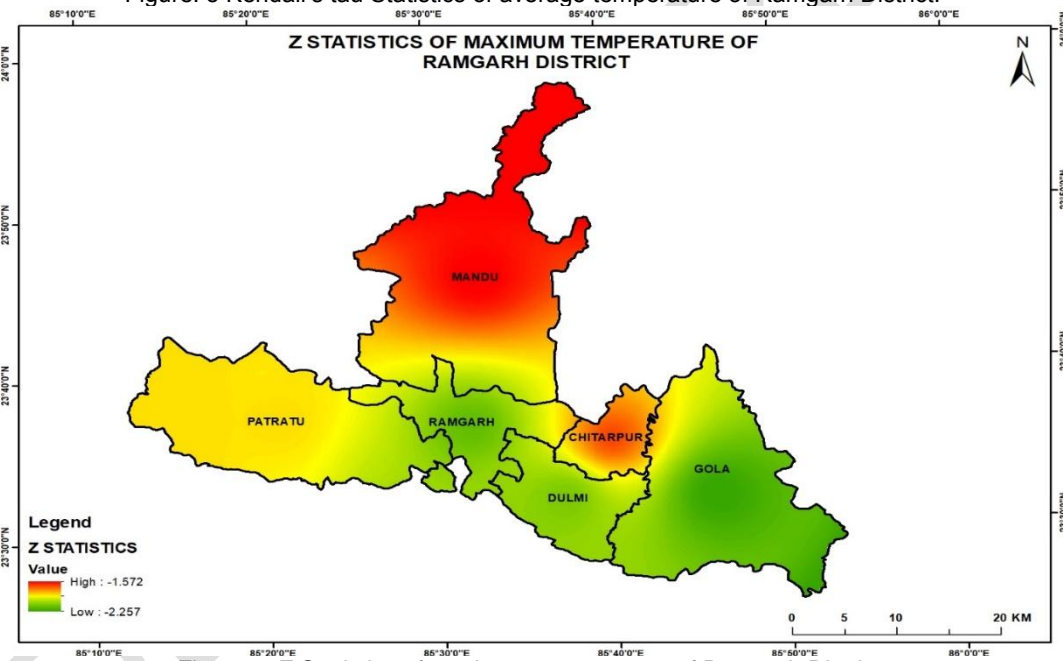 85°10'0"E 85°20'0"E 85°30'0"E 85°40'0"E 85°50'0"E 86°0'0"E
Z STATISTICS OF MAXIMUM TEMPERATURE OF
RAMGARH DISTRICT
N
24°0'0"N
23°50'0"N
23°40'0"N
23°30'0"N
MANDU
PATRATU
RAMGARH
CHITARPUR
GOLA
DULMI
Legend
Z STATISTICS
Value
High : -1.572
Low : -2.257
0 5 10 20 KM
85°10'0"E 85°20'0"E 85°30'0"E 85°40'0"E 85°50'0"E 86°0'0"E